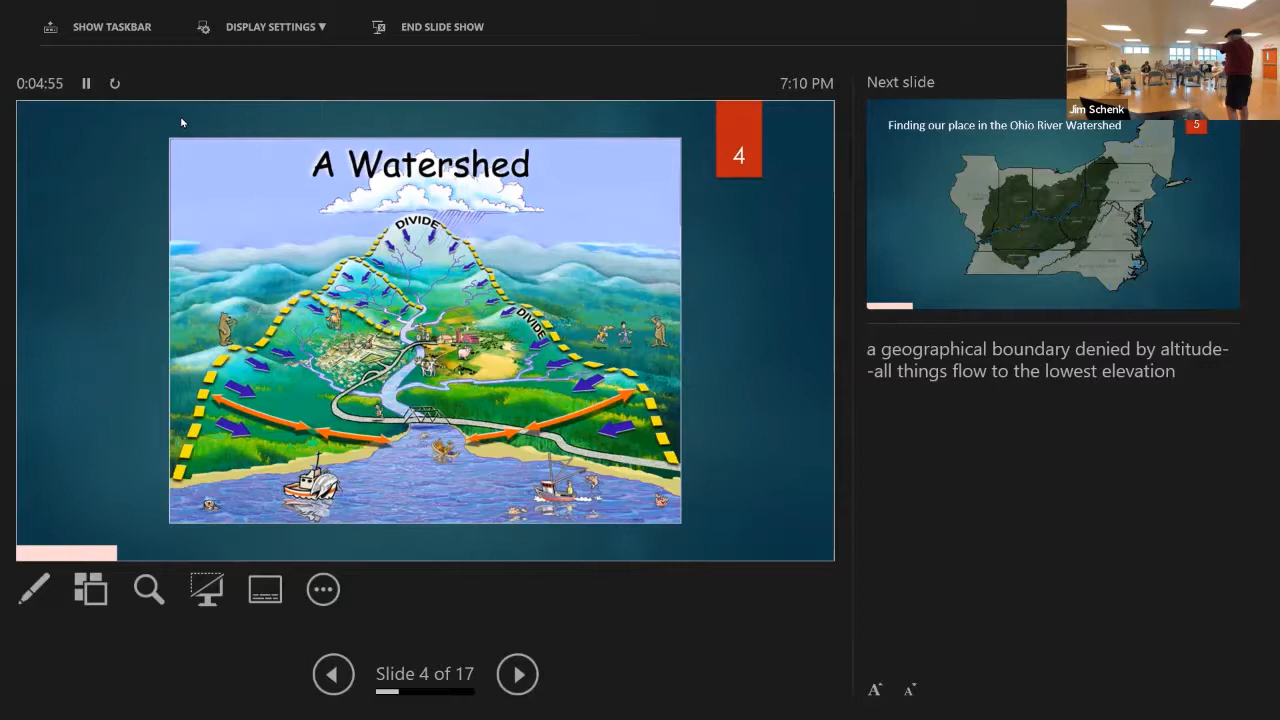 SHOW TASKBAR
DISPLAY SETTINGS ▼
END SLIDE SHOW
Jim Schenk
0:04:55
7:10 PM
Next slide
4
A Watershed
DIVIDE
DIVIDE
Finding our place in the Ohio River Watershed
5
a geographical boundary denied by altitude-
-all things flow to the lowest elevation
Slide 4 of 17
A
A